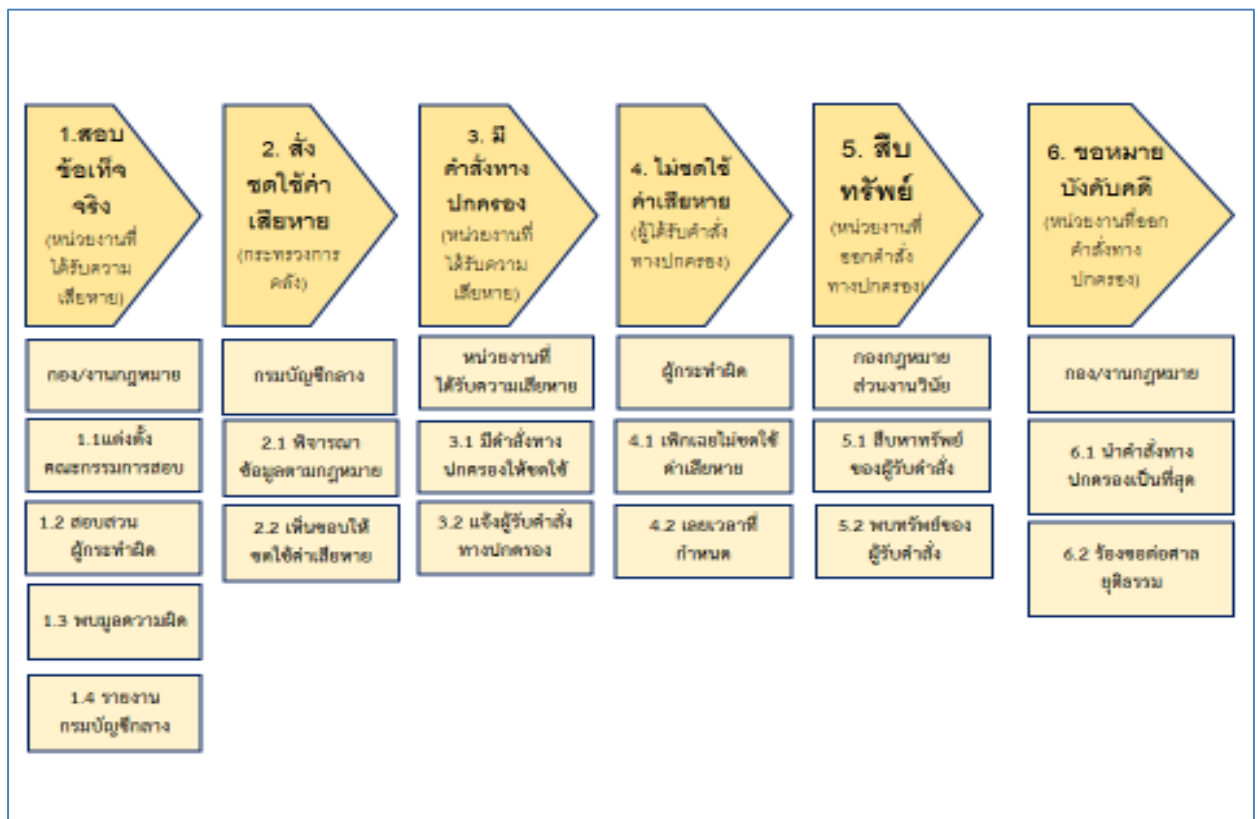 1.สอบ
ข้อเท็จ
จริง
(หน่วยงานที่
ได้รับความ
เสียหาย)
2. สั่ง
ชดใช้ค่า
เสียหาย
(กระทรวงการ
คลัง)
3. มี
คำสั่งทาง
ปกครอง
(หน่วยงานที่
ได้รับความ
เสียหาย)
4. ไม่ชดใช้
ค่าเสียหาย
(ผู้ได้รับคำสั่ง
ทางปกครอง)
5. สืบ
ทรัพย์
(หน่วยงานที่
ออกคำสั่ง
ทางปกครอง)
6. ขอหมาย
บังคับคดี
(หน่วยงานที่ออก
คำสั่งทาง
ปกครอง)
กอง/งานกฎหมาย
1.1แต่งตั้ง
คณะกรรมการสอบ
1.2 สอบสวน
ผู้กระทำผิด
1.3 พบมูลความผิด
1.4 รายงาน
กรมบัญชีกลาง
กรมบัญชีกลาง
2.1 พิจารณา
ข้อมูลตามกฎหมาย
2.2 เห็นชอบให้
ชดใช้ค่าเสียหาย
หน่วยงานที่
ได้รับความเสียหาย
3.1 มีคำสั่งทาง
ปกครองให้ชดใช้
3.2 แจ้งผู้รับคำสั่ง
ทางปกครอง
ผู้กระทำผิด
4.1 เพิกเฉยไม่ชดใช้
ค่าเสียหาย
4.2 เลยเวลาที่
กำหนด
กองกฎหมาย
ส่วนงานวินัย
5.1 สืบหาทรัพย์
ของผู้รับคำสั่ง
5.2 พบทรัพย์ของ
ผู้รับคำสั่ง
กอง/งานกฎหมาย
6.1 นำคำสั่งทาง
ปกครองเป็นที่สุด
6.2 ร้องขอต่อศาล
ยุติธรรม